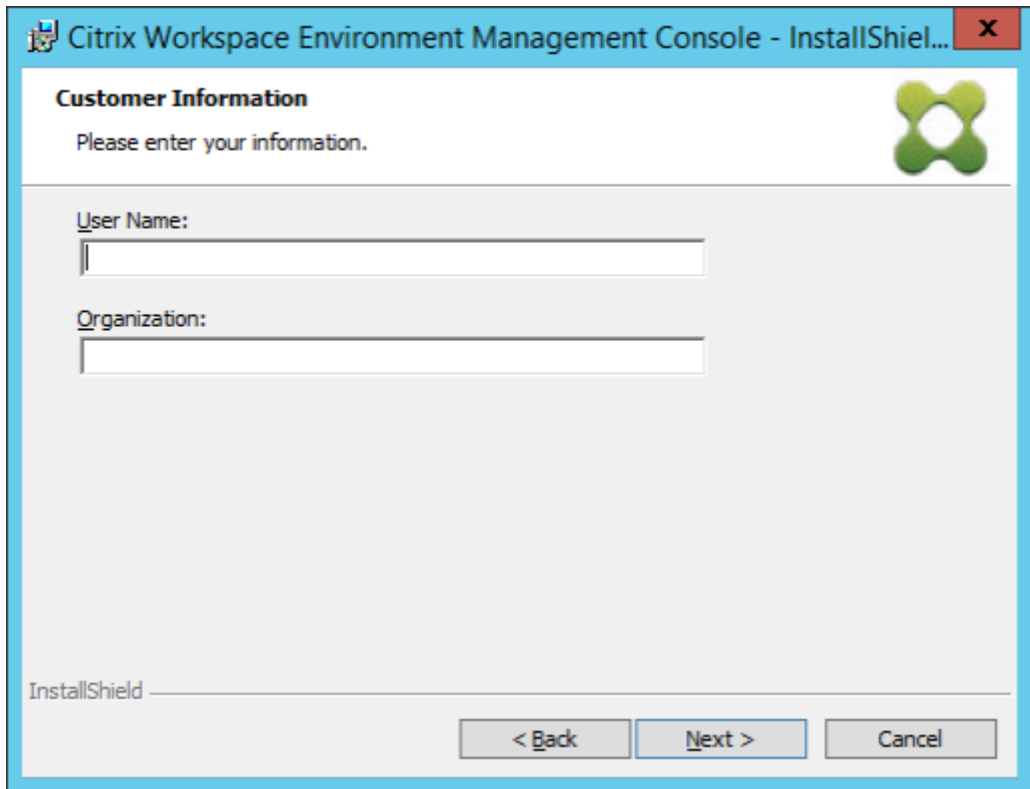 Citrix Workspace Environment Management Console - InstallShiel...
Customer Information
Please enter your information.
User Name:
Organization:
InstallShield
< Back
Next >
Cancel